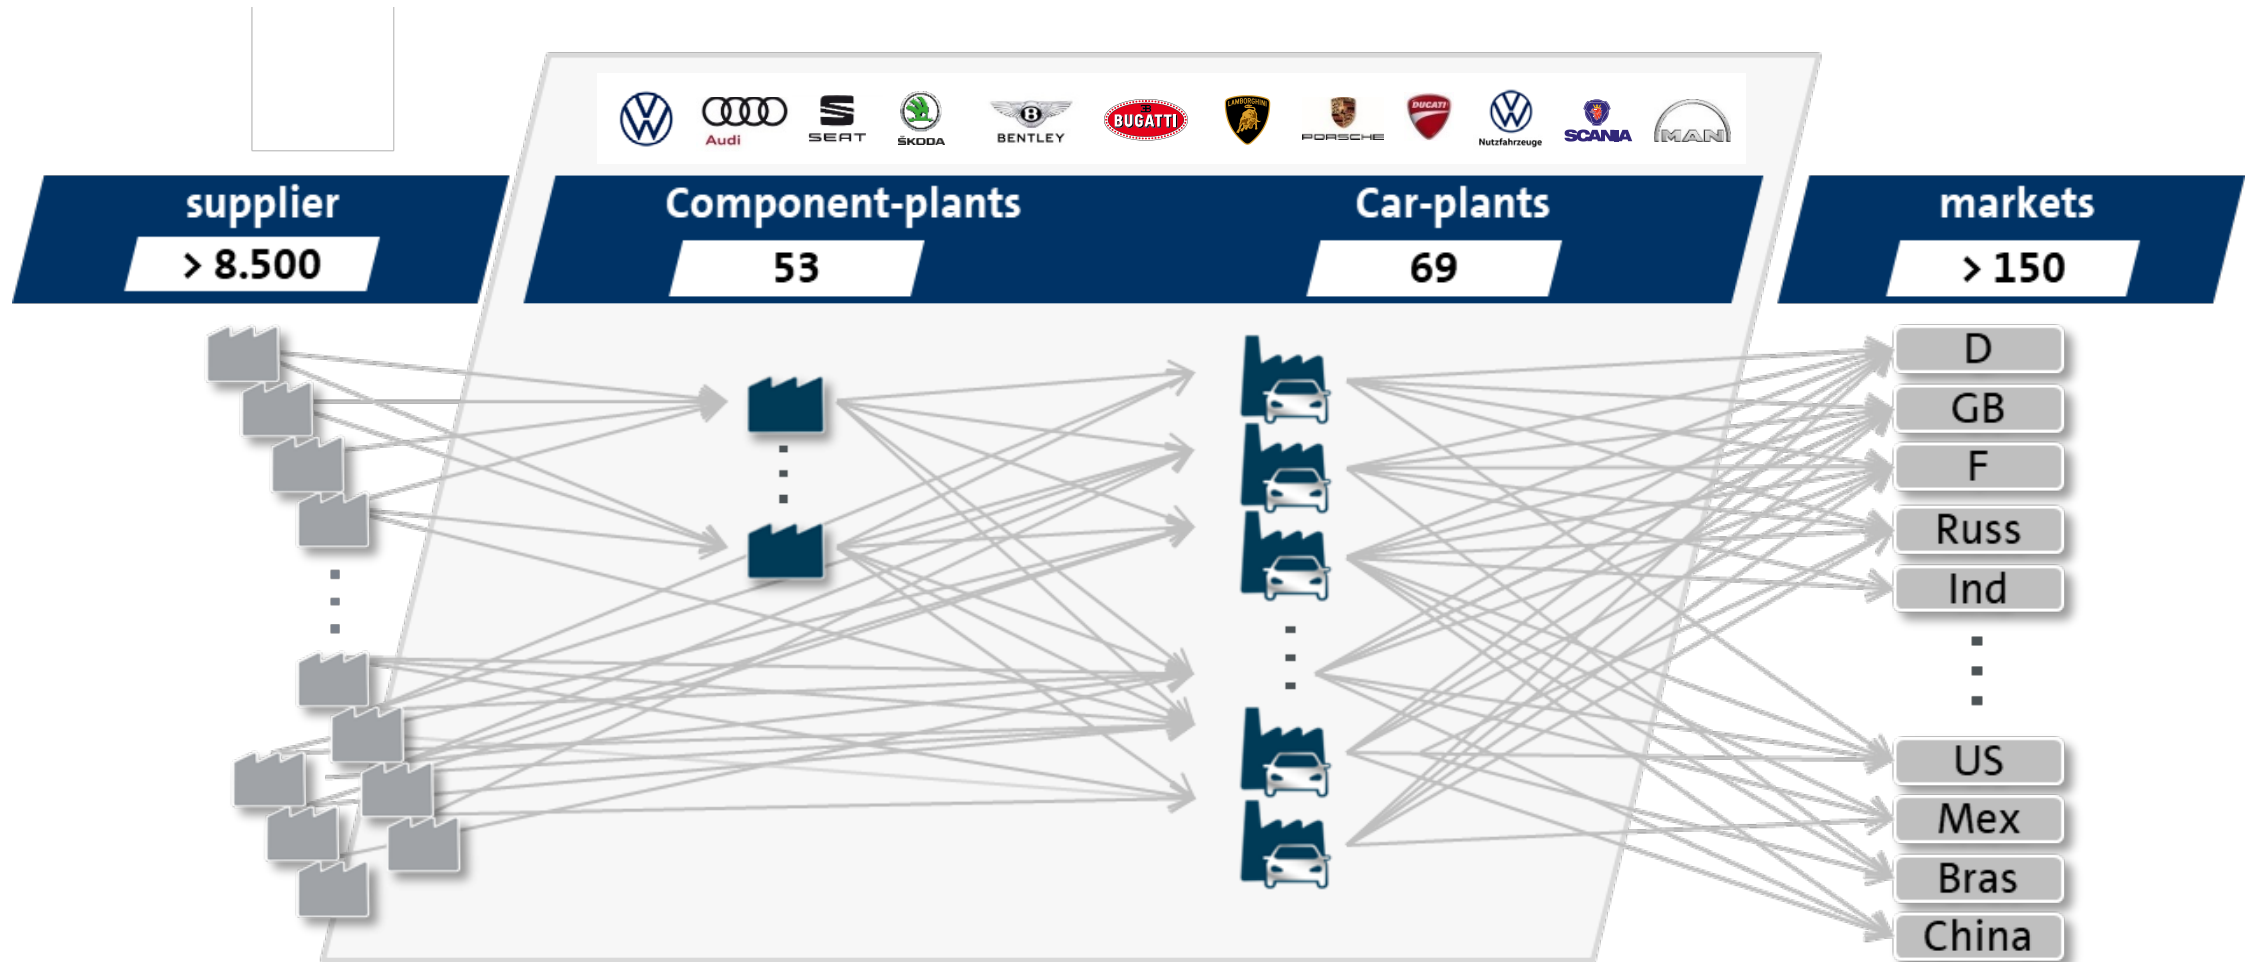 Audi
SEAT
ŠKODA
BENTLEY
BUGATTI
LAMBORGHINI
PORSCHE
DUCATI
Nutzfahrzeuge
SCANIA
MAN
supplier
> 8.500
Component-plants
53
Car-plants
69
markets
> 150
D
GB
F
Russ
Ind
US
Mex
Bras
China